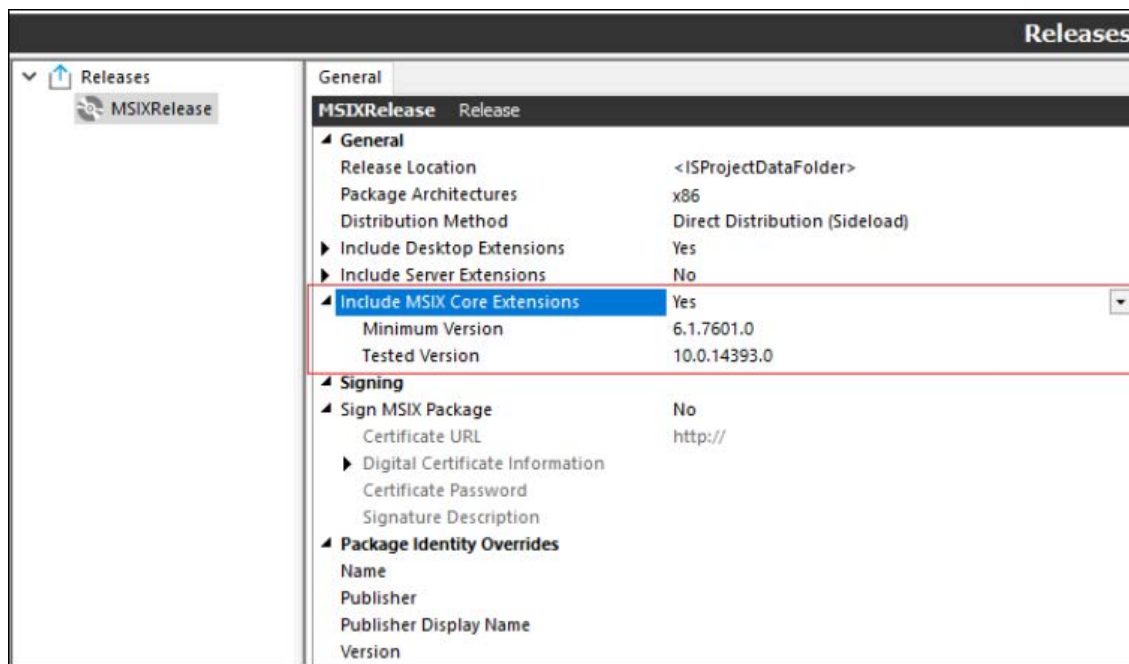 Releases
Releases
MSIXRelease
General
MSIXRelease Release
General
Release Location <ISProjectDataFolder>
Package Architectures x86
Distribution Method Direct Distribution (Sideload)
Include Desktop Extensions Yes
Include Server Extensions No
Include MSIX Core Extensions Yes
Minimum Version 6.1.7601.0
Tested Version 10.0.14393.0
Signing
Sign MSIX Package No
Certificate URL http://
Digital Certificate Information
Certificate Password
Signature Description
Package Identity Overrides
Name
Publisher
Publisher Display Name
Version